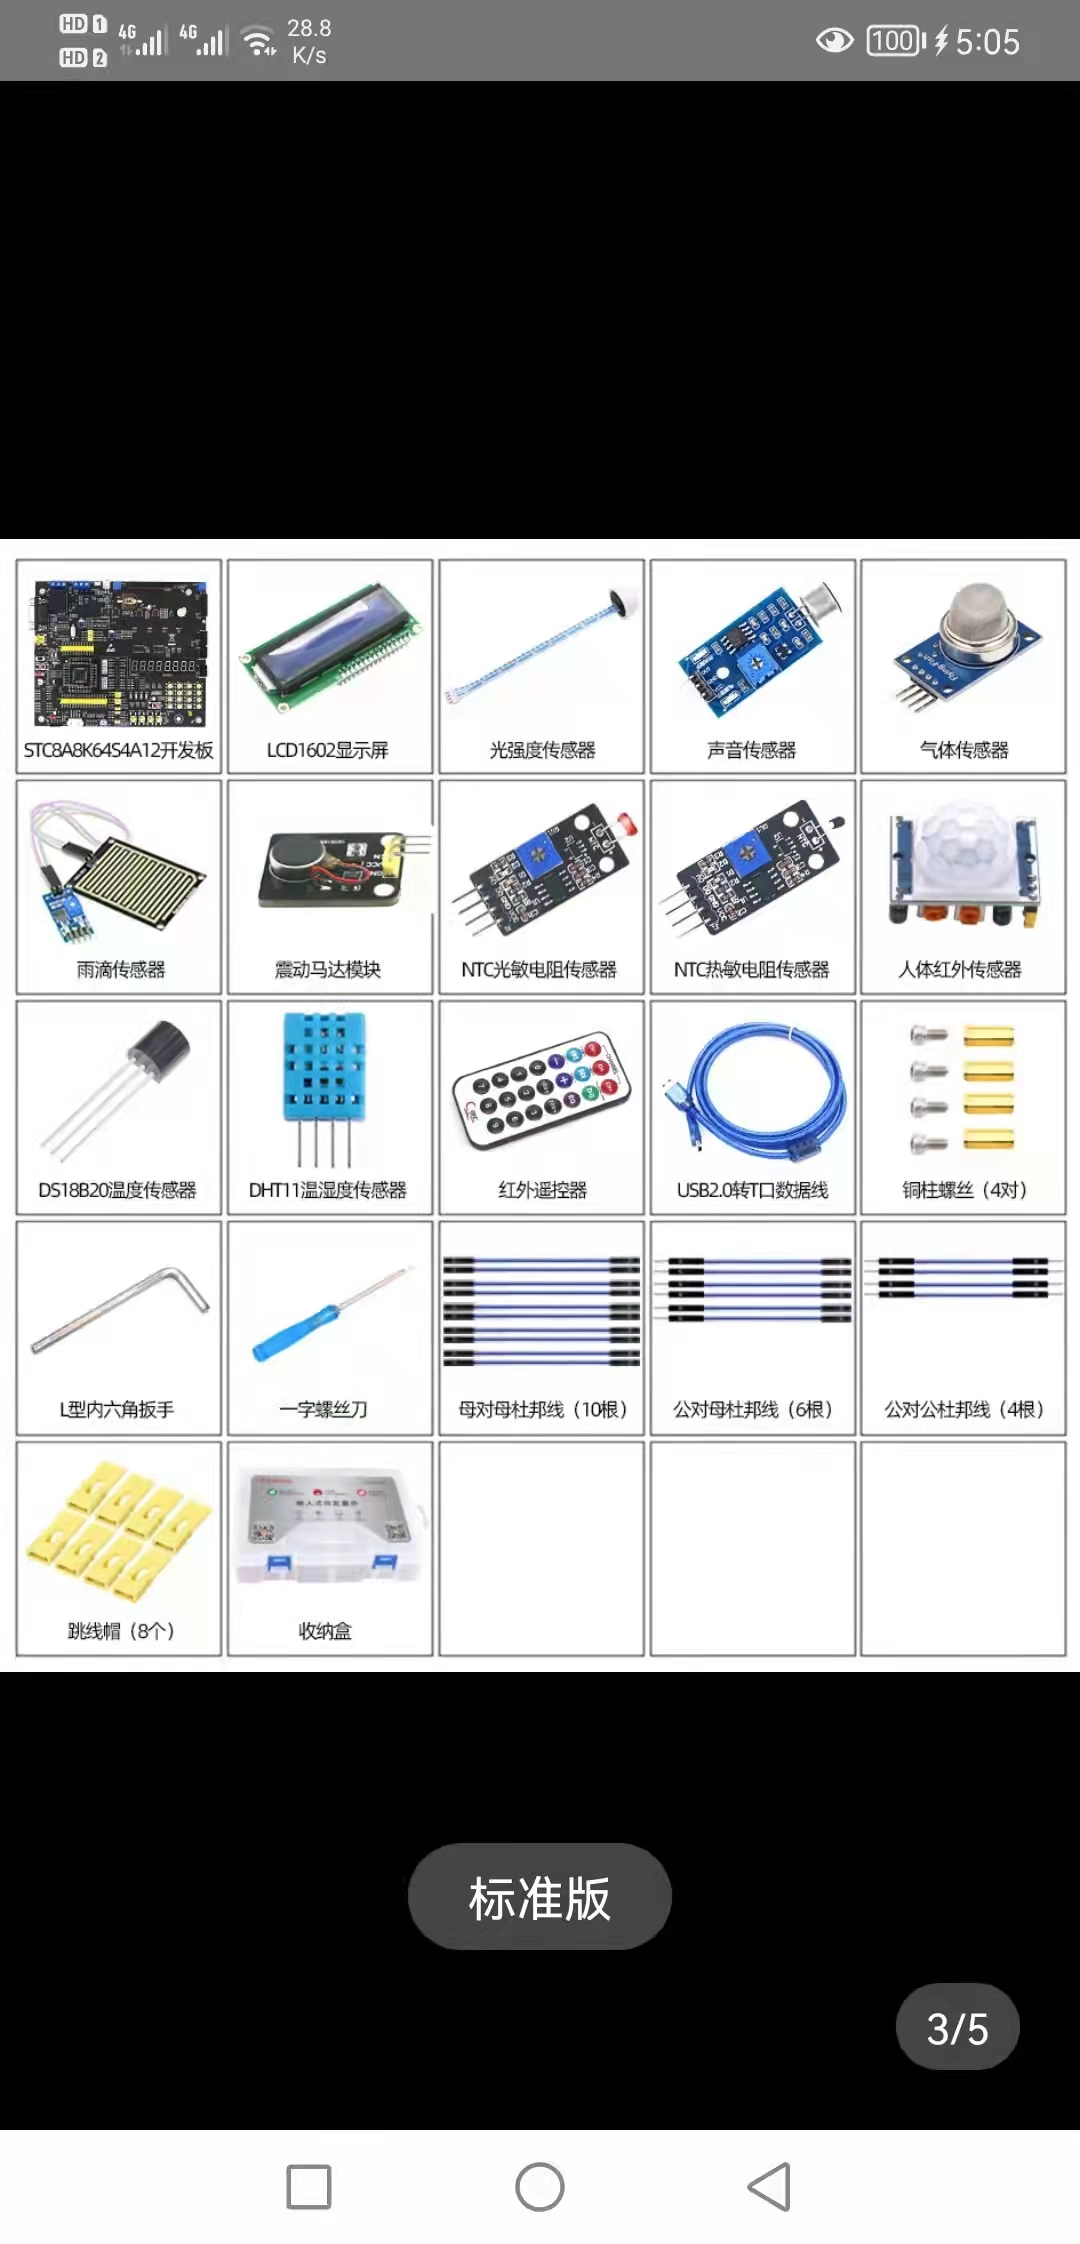 HD 1 4G 4G 28.8
HD 2 K/s
100 5:05
STC8A8K64S4A12开发板
LCD1602显示屏
光强度传感器
声音传感器
气体传感器
雨滴传感器
震动马达模块
NTC光敏电阻传感器
NTC热敏电阻传感器
人体红外传感器
DS18B20温度传感器
DHT11温湿度传感器
红外遥控器
USB2.0转T口数据线
铜柱螺丝（4对）
L型内六角扳手
一字螺丝刀
母对母杜邦线（10根）
公对母杜邦线（6根）
公对公杜邦线（4根）
跳线帽（8个）
收纳盒
标准版
3/5